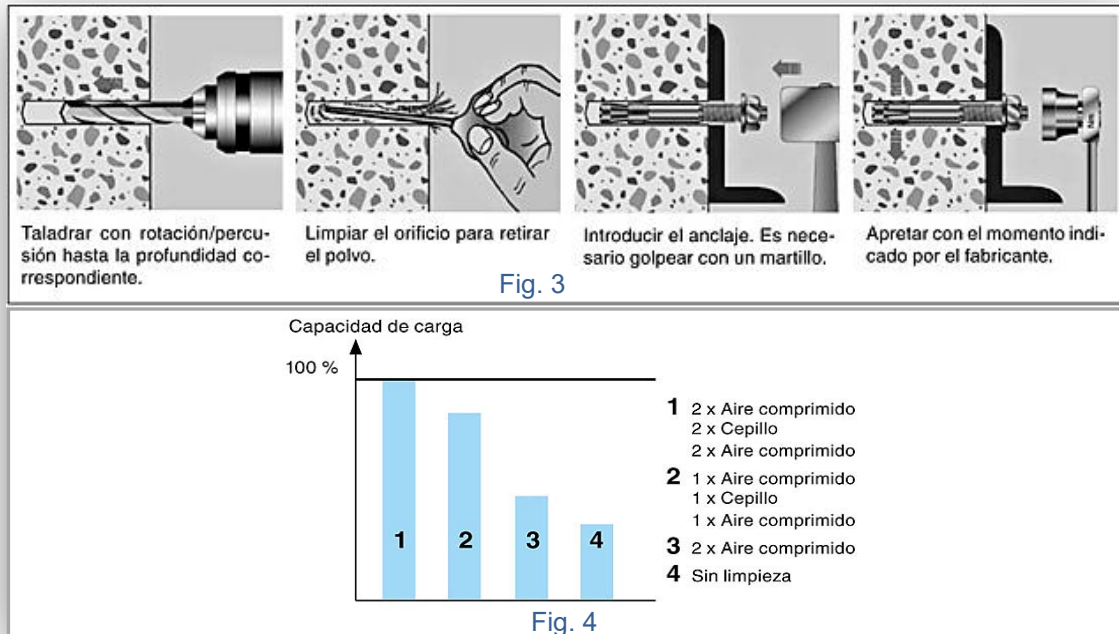 Taladrar con rotación/percu-
sión hasta la profundidad co-
rrespondiente.
Limpiar el orificio para retirar
el polvo.
Introducir el anclaje. Es nece-
sario golpear con un martillo.
Apretar con el momento indi-
cado por el fabricante.
Fig. 3
Capacidad de carga
100 %
1 2 x Aire comprimido
2 x Cepillo
2 x Aire comprimido
2 1 x Aire comprimido
1 x Cepillo
1 x Aire comprimido
3 2 x Aire comprimido
4 Sin limpieza
1 2 3 4
Fig. 4